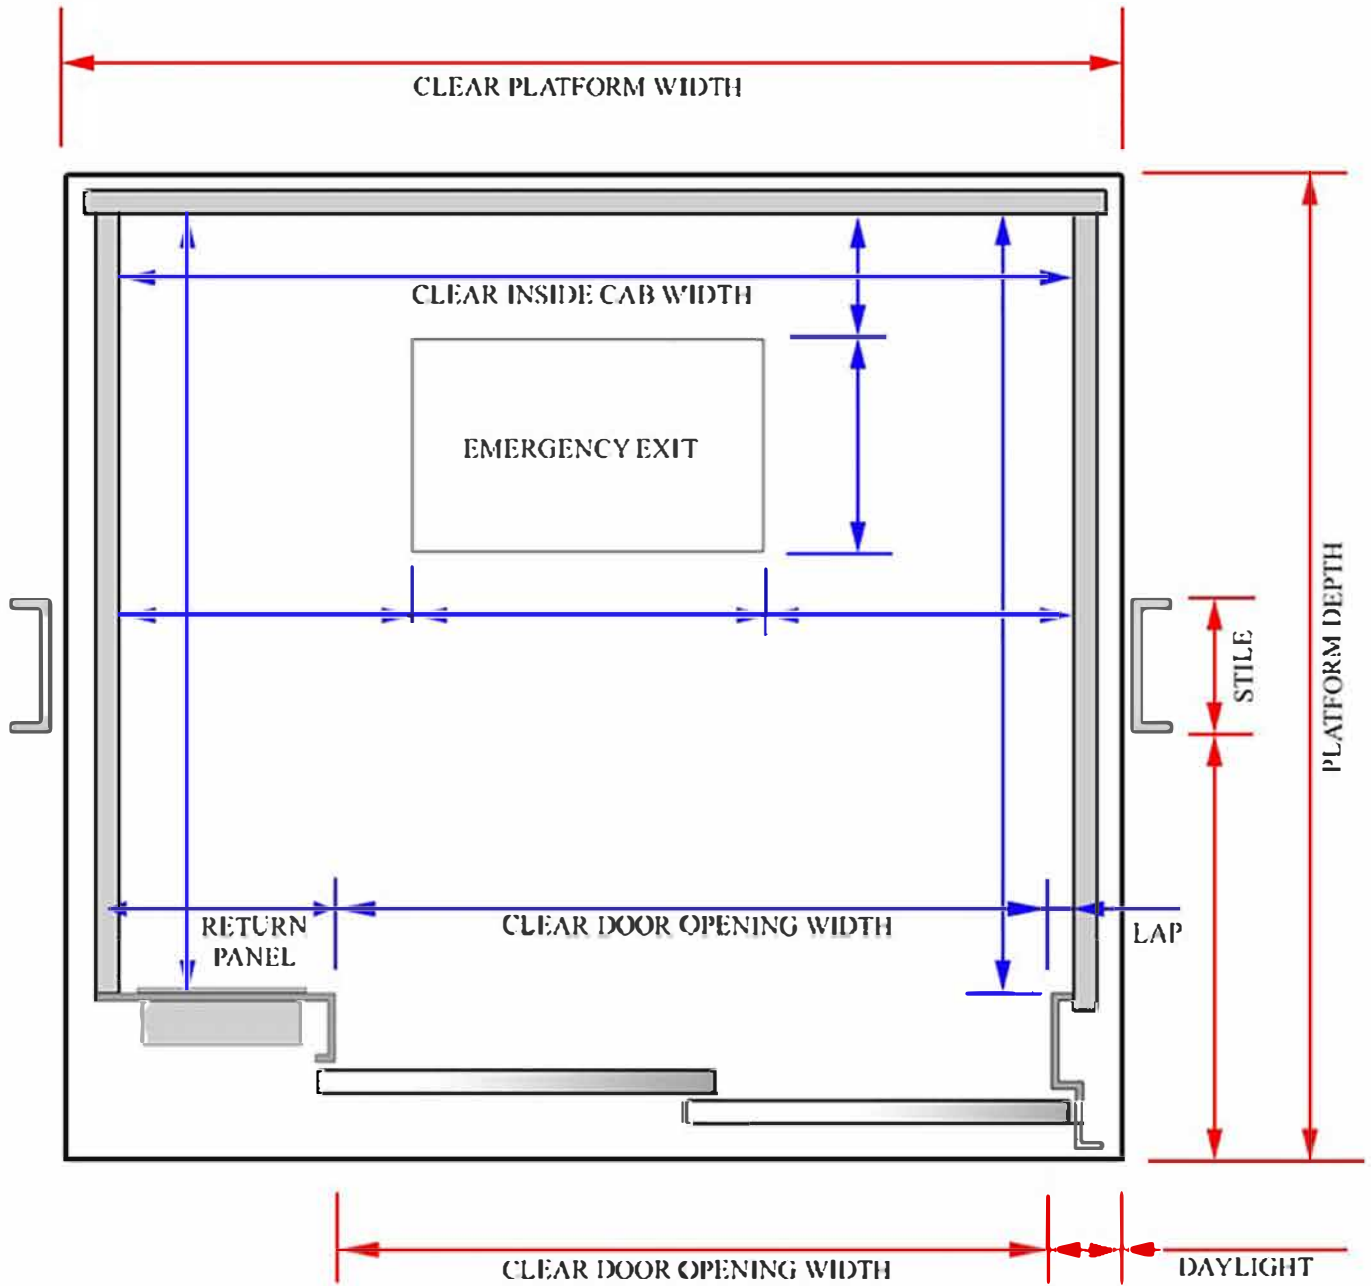 CLEAR PLATFORM WIDTH
CLEAR INSIDE CAB WIDTH
EMERGENCY EXIT
STILE
PLATFORM DEPTH
RETURN
PANEL
CLEAR DOOR OPENING WIDTH
LAP
CLEAR DOOR OPENING WIDTH
DAYLIGHT